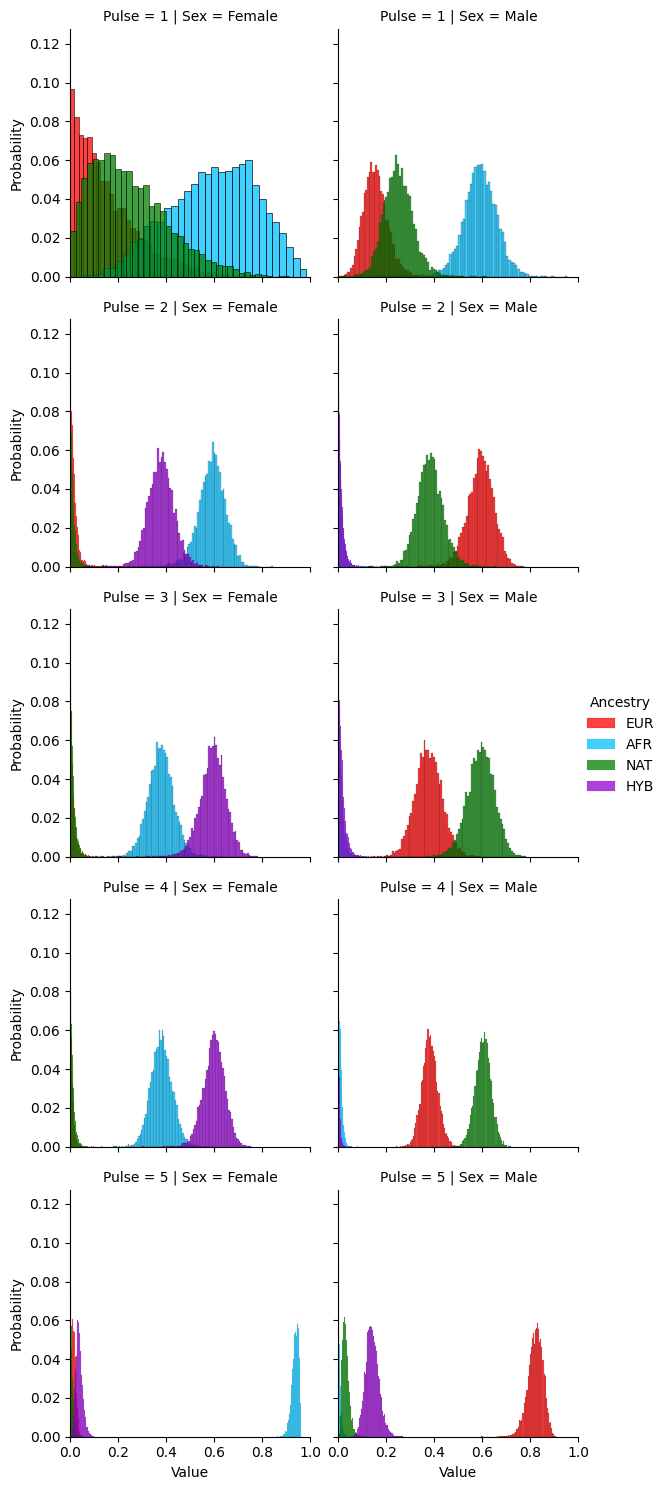 Pulse = 1 | Sex = Female
Pulse = 1 | Sex = Male
0.12
0.10
0.08
0.06
0.04
0.02
0.00
Probability
Pulse = 2 | Sex = Female
Pulse = 2 | Sex = Male
0.12
0.10
0.08
0.06
0.04
0.02
0.00
Probability
Pulse = 3 | Sex = Female
Pulse = 3 | Sex = Male
0.12
0.10
0.08
0.06
0.04
0.02
0.00
Probability
Ancestry
EUR
AFR
NAT
HYB
Pulse = 4 | Sex = Female
Pulse = 4 | Sex = Male
0.12
0.10
0.08
0.06
0.04
0.02
0.00
Probability
Pulse = 5 | Sex = Female
Pulse = 5 | Sex = Male
0.12
0.10
0.08
0.06
0.04
0.02
0.00
Probability
0.0 0.2 0.4 0.6 0.8 1.0
Value
0.0 0.2 0.4 0.6 0.8 1.0
Value